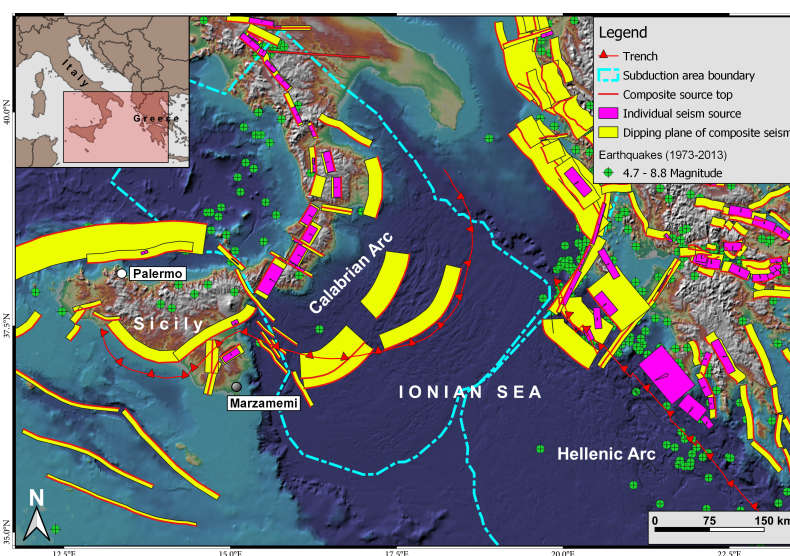 Italy
Greece
Legend
Trench
Subduction area boundary
Composite source top
Individual seism source
Dipping plane of composite seism
Earthquakes (1973-2013)
4.7 - 8.8 Magnitude
40.0°N
37.5°N
35.0°N
Palermo
Sicily
Calabrian Arc
Marzamemi
IONIAN SEA
Hellenic Arc
N
0 75 150 km
12.5°E 15.0°E 17.5°E 20.0°E 22.5°E